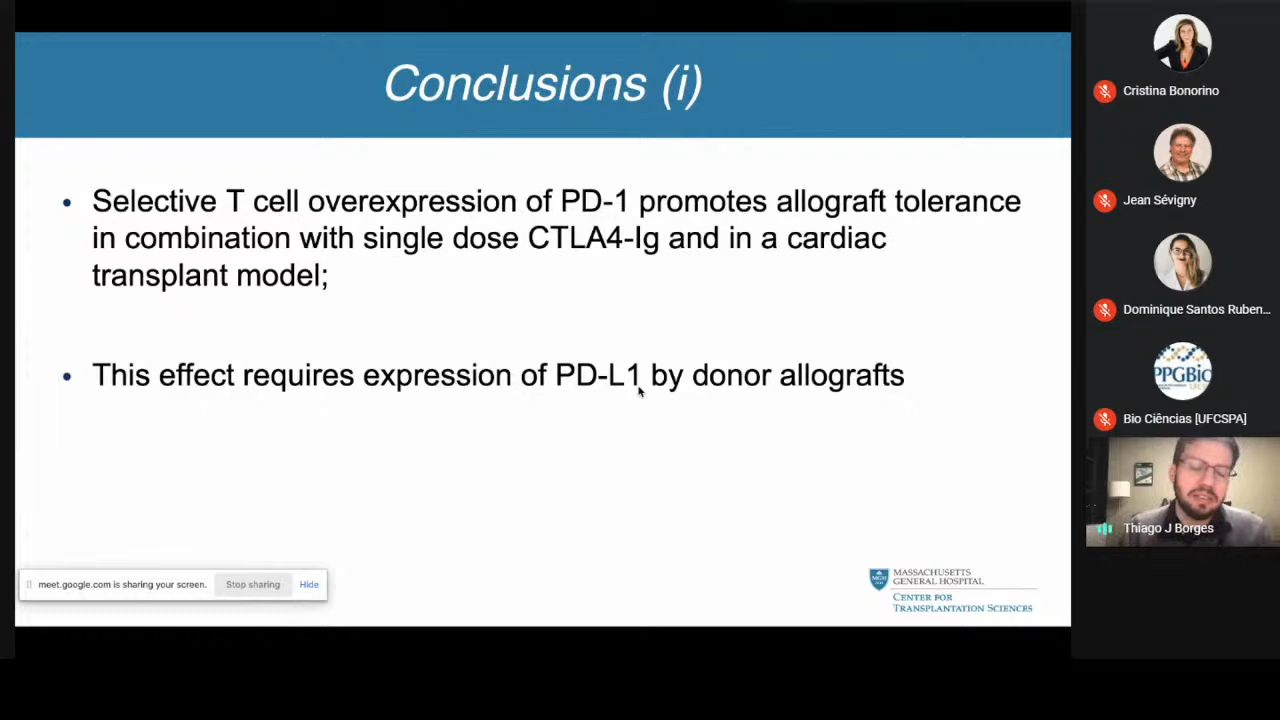 Conclusions (i)
• Selective T cell overexpression of PD-1 promotes allograft tolerance
in combination with single dose CTLA4-Ig and in a cardiac
transplant model;
• This effect requires expression of PD-L1 by donor allografts
meet.google.com is sharing your screen. Stop sharing Hide
MASSACHUSETTS
GENERAL HOSPITAL
CENTER FOR
TRANSPLANTATION SCIENCES
Cristina Bonorino
Jean Sévigny
Dominique Santos Ruben...
PPGBio
Bio Ciências [UFCSPA]
Thiago J Borges